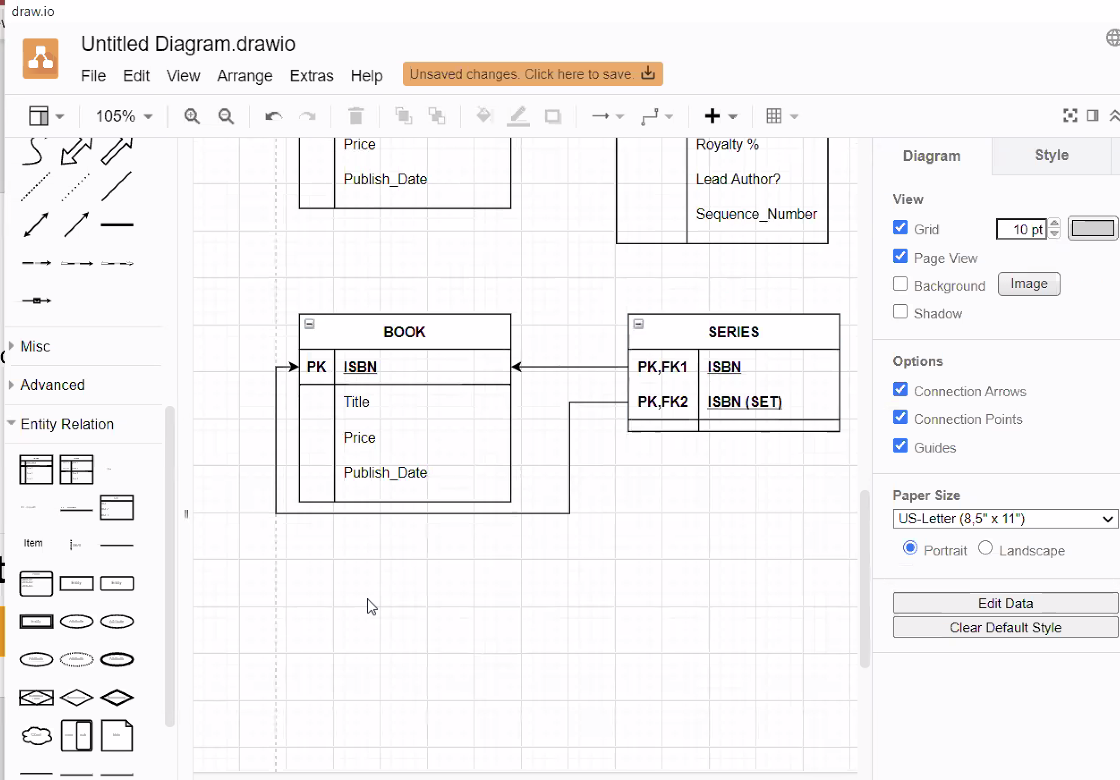 draw.io
Untitled Diagram.drawio
File Edit View Arrange Extras Help Unsaved changes. Click here to save.
105%
Price
Publish_Date
Royalty %
Lead Author?
Sequence_Number
BOOK
PK ISBN
Title
Price
Publish_Date
SERIES
PK,FK1 ISBN
PK,FK2 ISBN (SET)
Misc
Advanced
Entity Relation
Item
Diagram Style
View
Grid 10 pt
Page View
Background Image
Shadow
Options
Connection Arrows
Connection Points
Guides
Paper Size
US-Letter (8,5" x 11")
Portrait Landscape
Edit Data
Clear Default Style